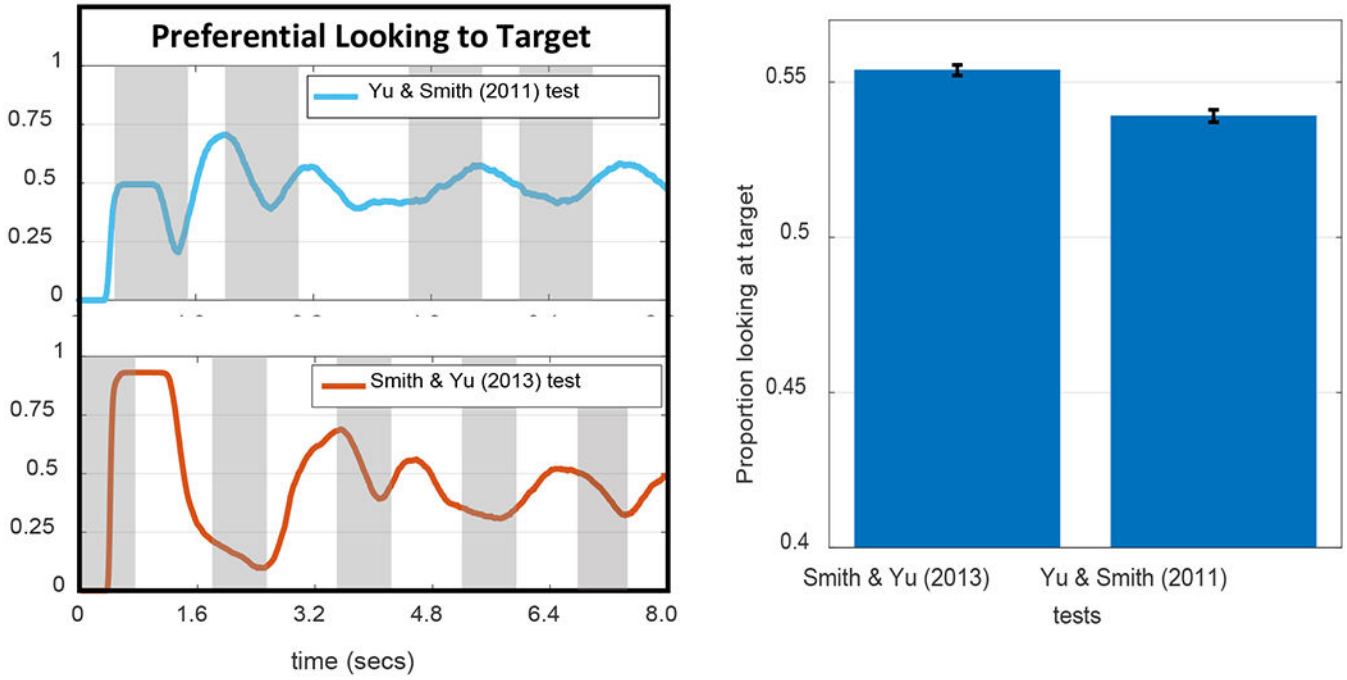 Preferential Looking to Target
1
0.75
0.5
0.25
0
Yu & Smith (2011) test
1
0.75
0.5
0.25
0
Smith & Yu (2013) test
0
1.6
3.2
4.8
6.4
8.0
time (secs)
0.55
0.5
0.45
0.4
Proportion looking at target
Smith & Yu (2013)
Yu & Smith (2011)
tests